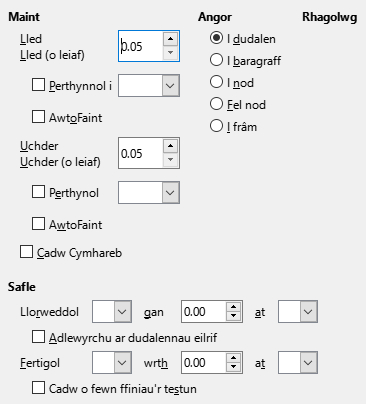 Maint
Angor
Rhagolwg
Lled
Lled (o leiaf)
0.05
Perthynnol i
AwtoFaint
Uchder
Uchder (o leiaf)
0.05
Perthynol
AwtoFaint
Cadw Cymhareb
I dudalen
I baragraff
I nod
Fel nod
I frâm
Safle
Llorweddol gan 0.00 at
Adlewyrchu ar dudalennau eilrif
Fertigol wrth 0.00 at
Cadw o fewn ffiniau'r testun